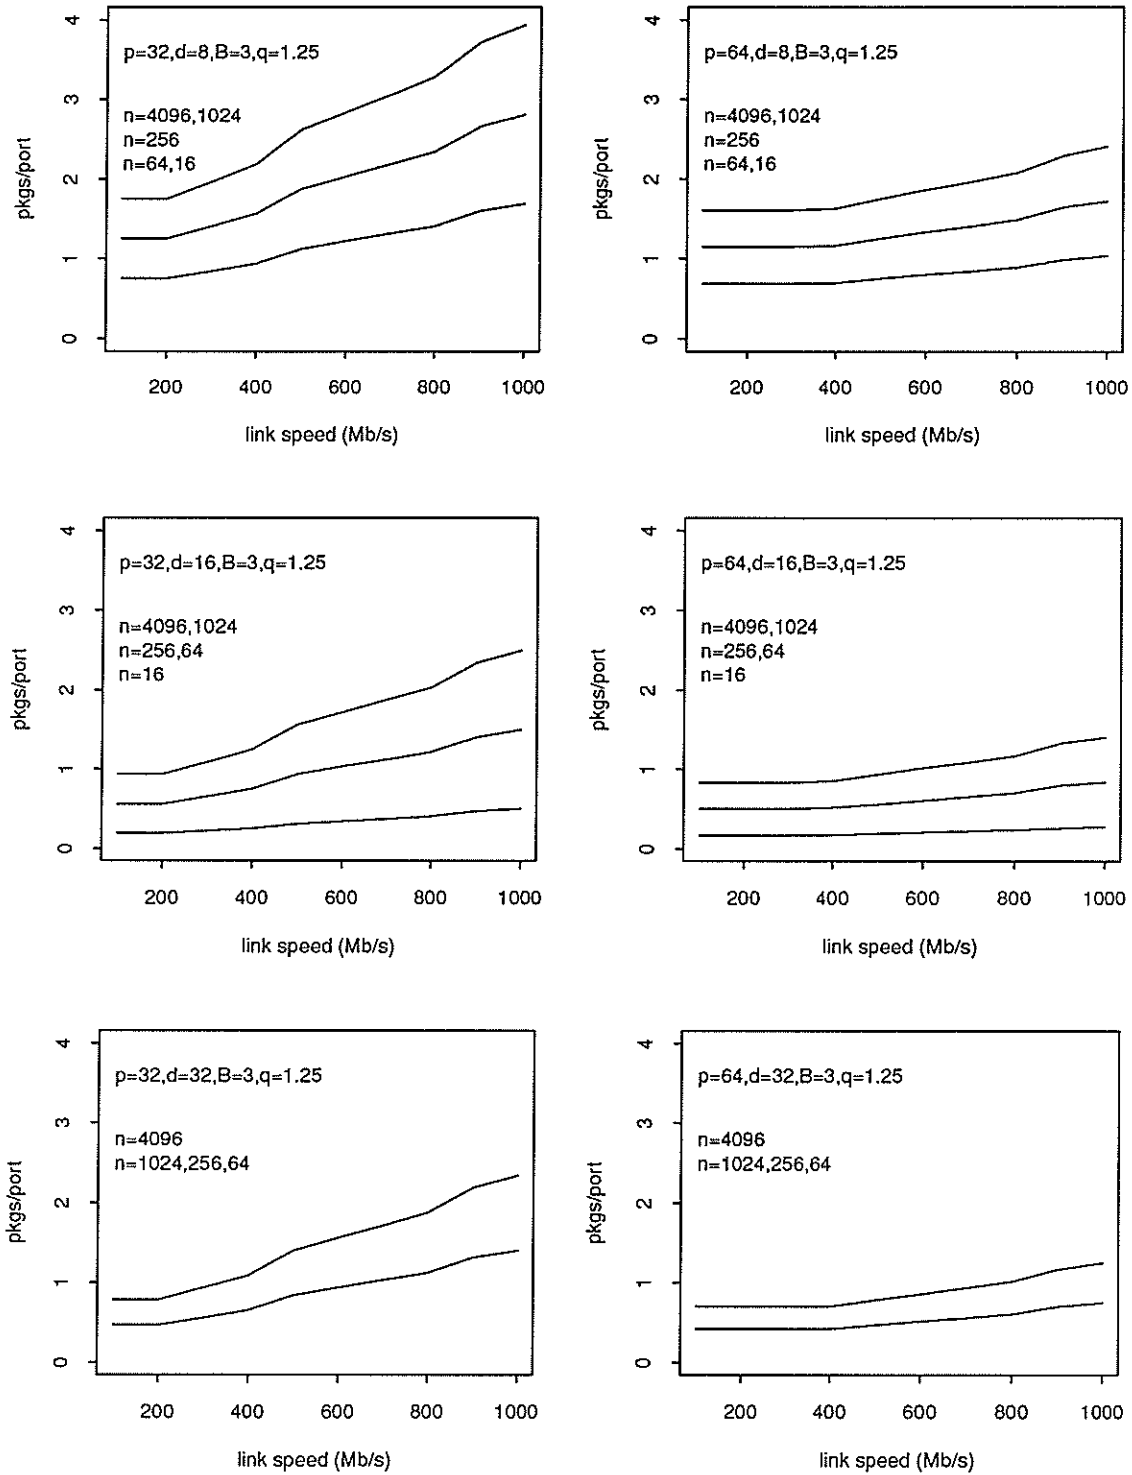 p=32,d=8,B=3,q=1.25
n=4096,1024
n=256
n=64,16
pkgs/port
0 1 2 3 4
200 400 600 800 1000
link speed (Mb/s)
p=64,d=8,B=3,q=1.25
n=4096,1024
n=256
n=64,16
pkgs/port
0 1 2 3 4
200 400 600 800 1000
link speed (Mb/s)
p=32,d=16,B=3,q=1.25
n=4096,1024
n=256,64
n=16
pkgs/port
0 1 2 3 4
200 400 600 800 1000
link speed (Mb/s)
p=64,d=16,B=3,q=1.25
n=4096,1024
n=256,64
n=16
pkgs/port
0 1 2 3 4
200 400 600 800 1000
link speed (Mb/s)
p=32,d=32,B=3,q=1.25
n=4096
n=1024,256,64
pkgs/port
0 1 2 3 4
200 400 600 800 1000
link speed (Mb/s)
p=64,d=32,B=3,q=1.25
n=4096
n=1024,256,64
pkgs/port
0 1 2 3 4
200 400 600 800 1000
link speed (Mb/s)